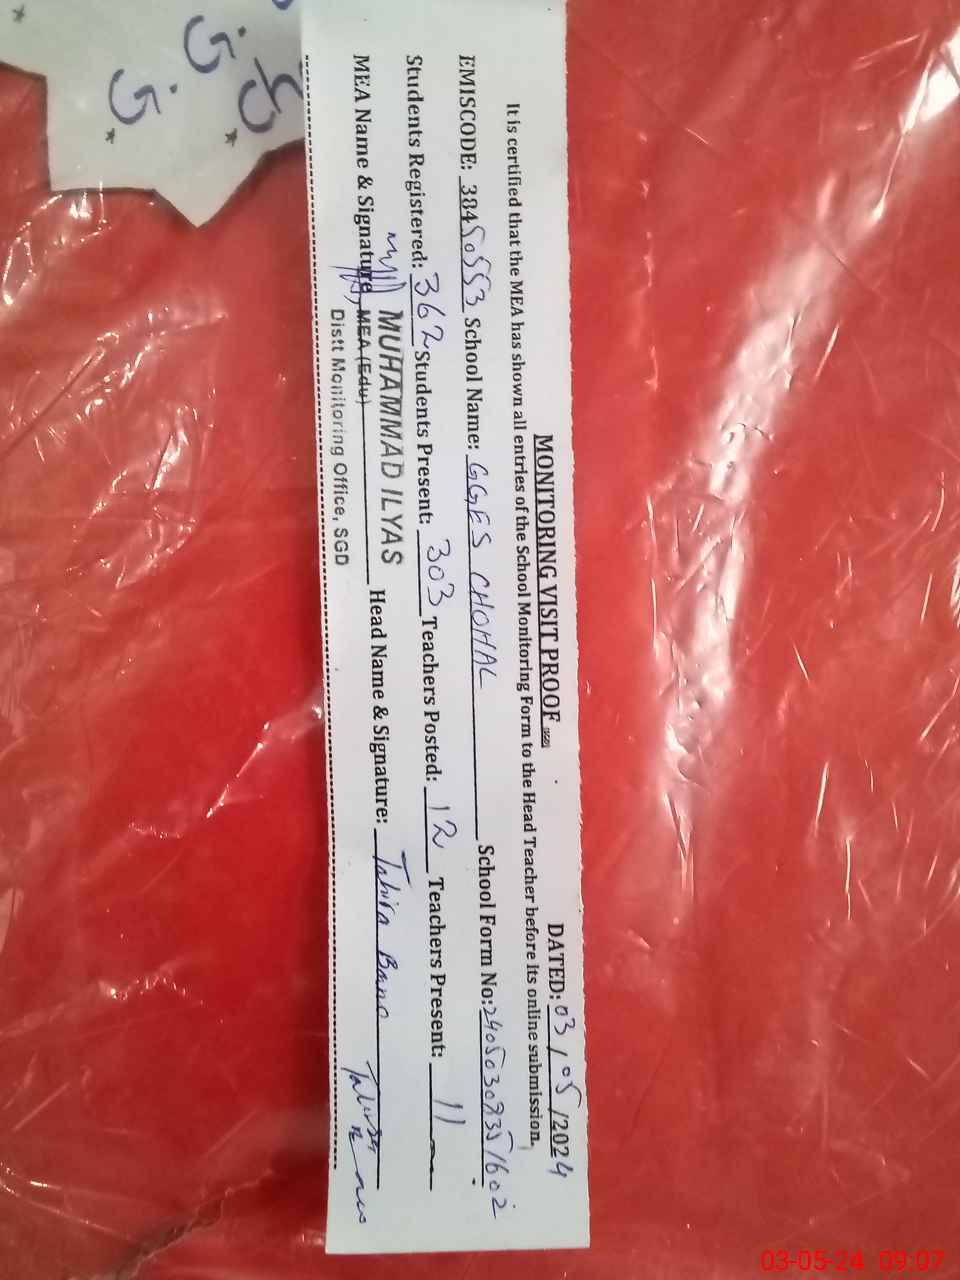 MONITORING VISIT PROOF DATED: 03/05/2024
It is certified that the MEA has shown all entries of the School Monitoring Form to the Head Teacher before its online submission.
EMISCODE: 38450553 School Name: GGES CHOHAL School Form No:
Students Registered: 362 Students Present: 303 Teachers Posted: 12 Teachers Present: 11
MUHAMMAD ILYAS
MEA Name & Signature Head Name & Signature: Tahira Bano
MEA (Edu)
Distt Monitoring Office, SGD
03-05-24 09:07